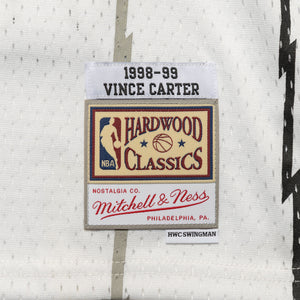 1998-99
VINCE CARTER
NBA
HARDWOOD
CLASSICS
NOSTALGIA CO.
Mitchell & Ness
PHILADELPHIA, PA.
HWC SWINGMAN